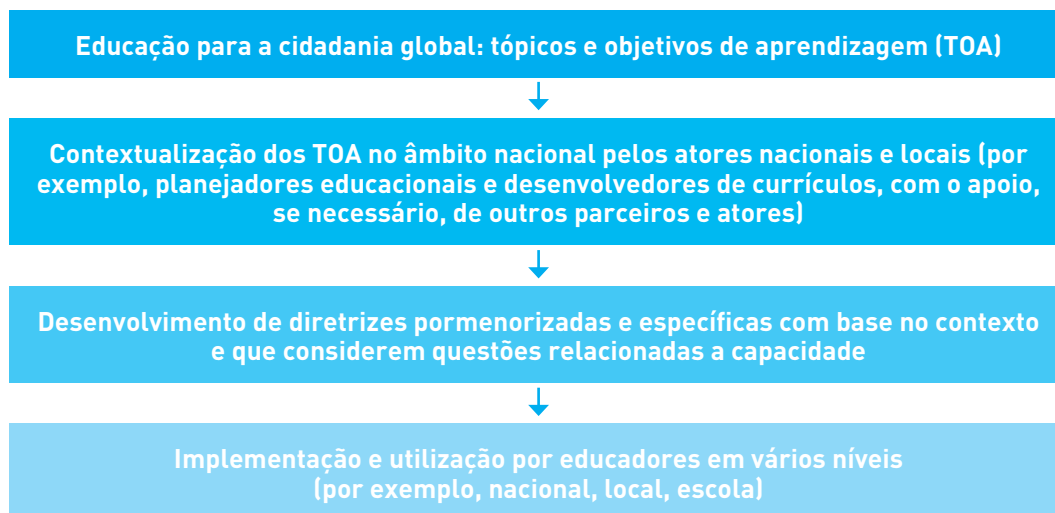 Educação para a cidadania global: tópicos e objetivos de aprendizagem (TOA)
Contextualização dos TOA no âmbito nacional pelos atores nacionais e locais (por
exemplo, planejadores educacionais e desenvolvedores de currículos, com o apoio,
se necessário, de outros parceiros e atores)
Desenvolvimento de diretrizes pormenorizadas e específicas com base no contexto
e que considerem questões relacionadas a capacidade
Implementação e utilização por educadores em vários níveis
(por exemplo, nacional, local, escola)